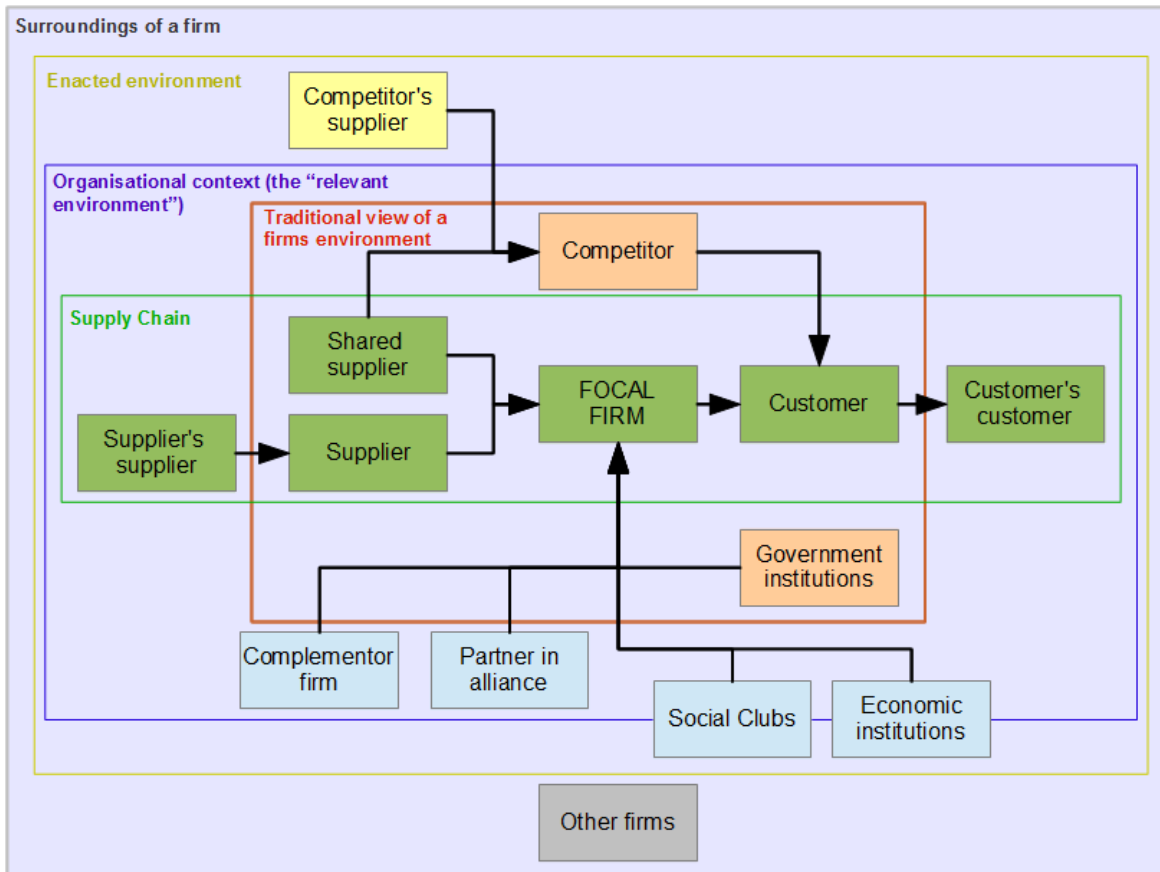 Surroundings of a firm
Enacted environment
Competitor's
supplier
Organisational context (the “relevant
environment”)
Traditional view of a
firms environment
Competitor
Supply Chain
Shared
supplier
FOCAL
FIRM
Customer
Customer's
customer
Supplier's
supplier
Supplier
Government
institutions
Complementor
firm
Partner in
alliance
Social Clubs
Economic
institutions
Other firms